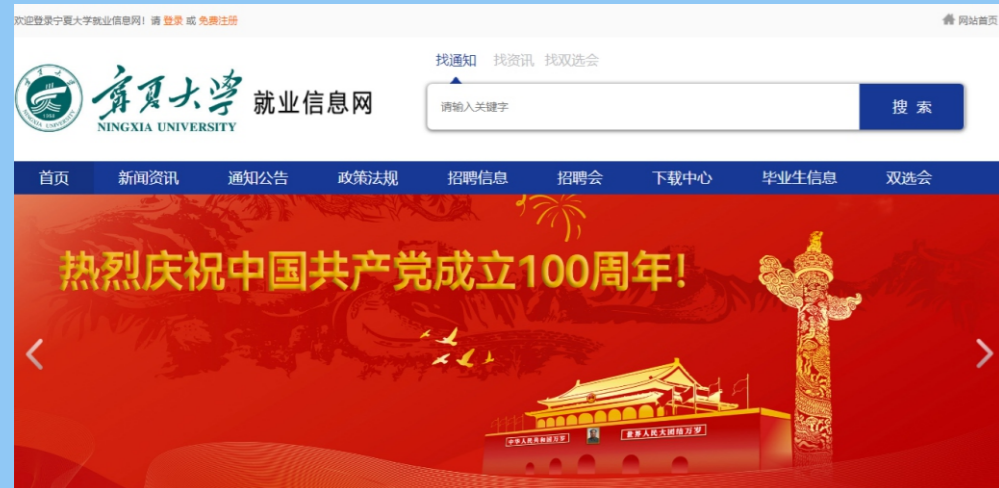 欢迎登录宁夏大学就业信息网！请 登录 或 免费注册
网站首页
找通知 找资讯 找双选会
宁夏大学
NINGXIA UNIVERSITY
就业信息网
请输入关键字
搜 索
首页 新闻资讯 通知公告 政策法规 招聘信息 招聘会 下载中心 毕业生信息 双选会
热烈庆祝中国共产党成立100周年!
中华人民共和国万岁
世界人民大团结万岁